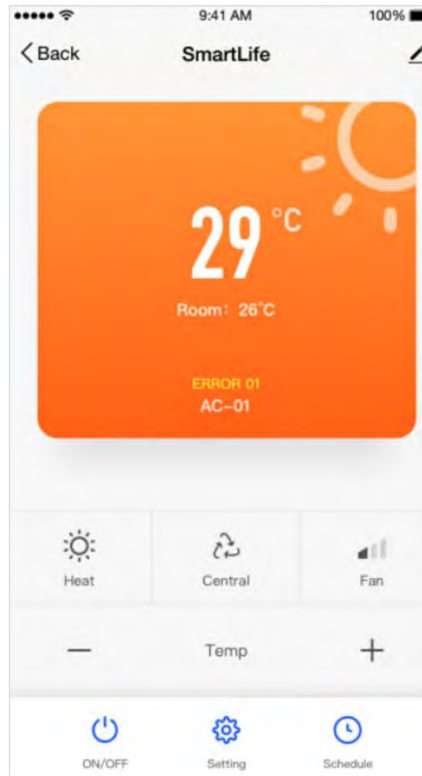 9:41 AM 100%
Back SmartLife
29 °C
Room: 26°C
ERROR 01
AC-01
Heat Central Fan
Temp
ON/OFF Setting Schedule